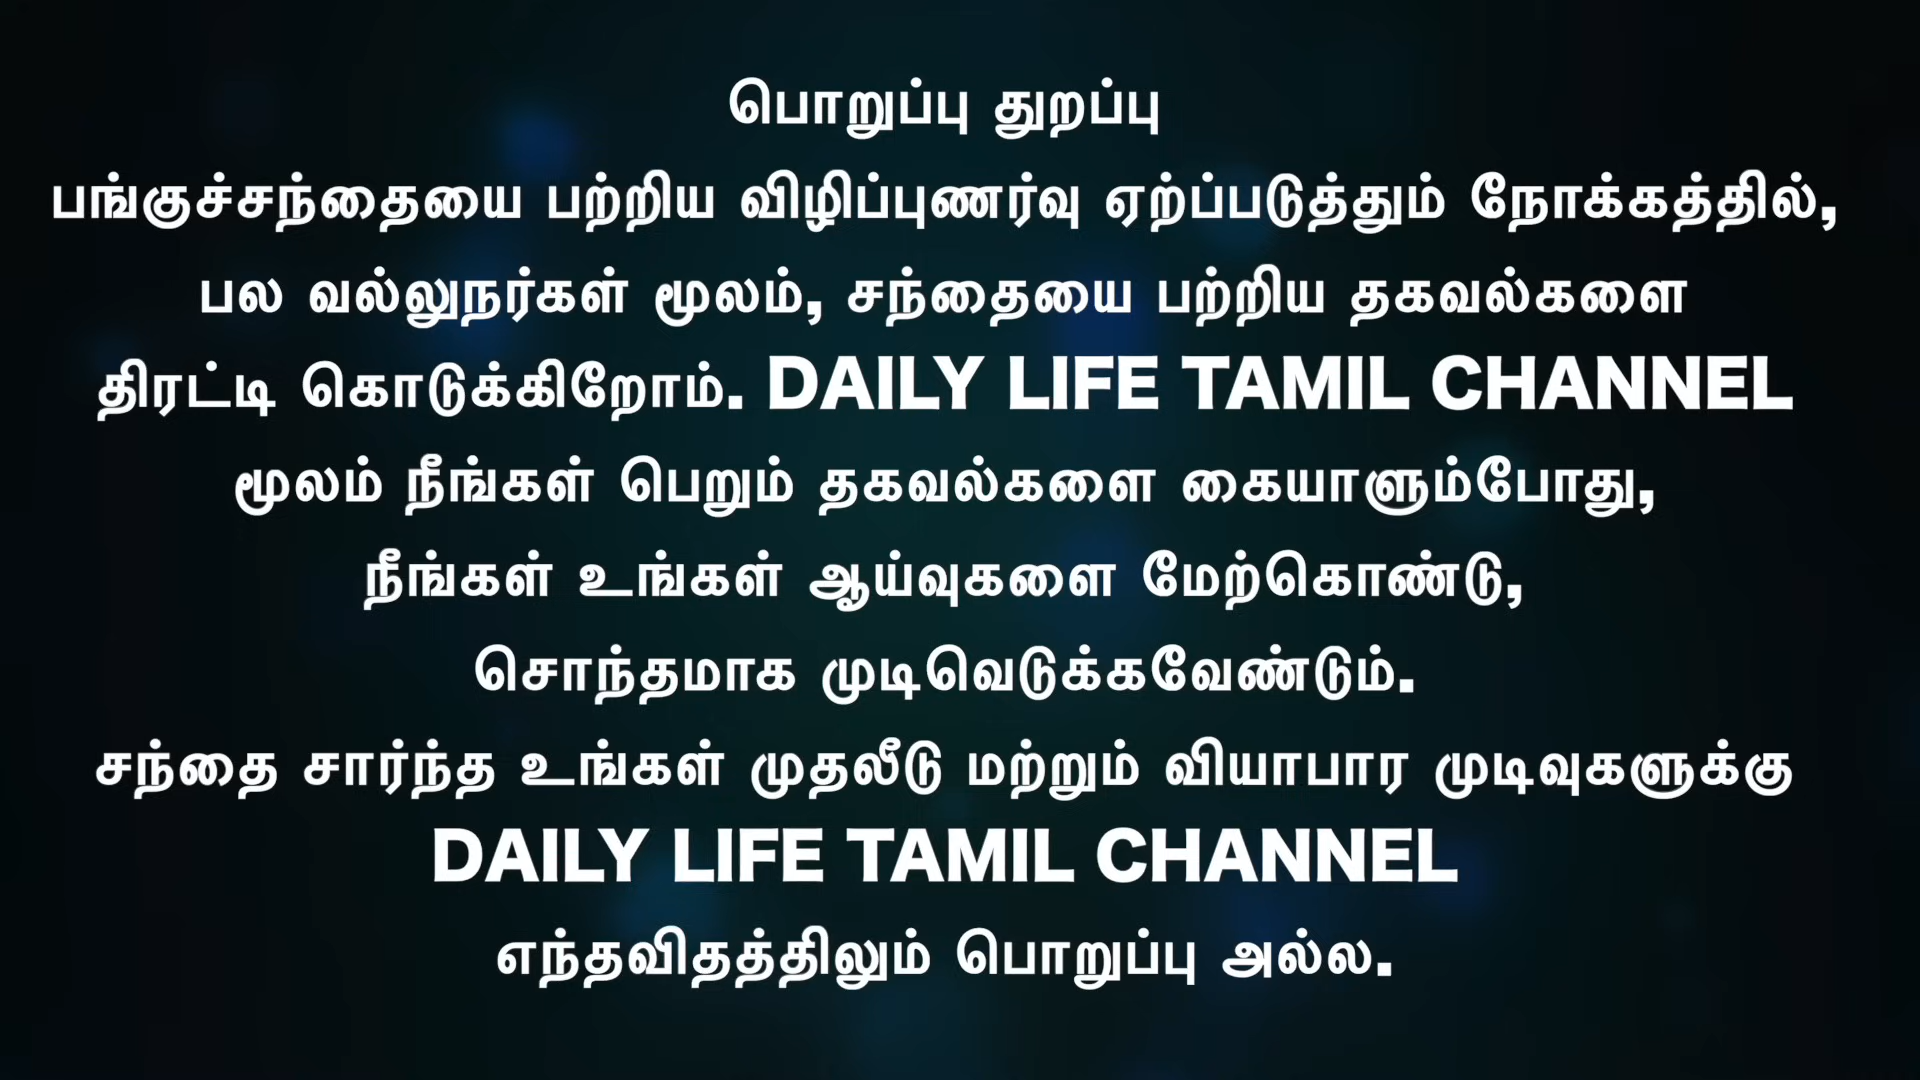 பொறுப்பு துறப்பு
பங்குச்சந்தையை பற்றிய விழிப்புணர்வு ஏற்ப்படுத்தும் நோக்கத்தில்,
பல வல்லுநர்கள் மூலம், சந்தையை பற்றிய தகவல்களை
திரட்டி கொடுக்கிறோம். DAILY LIFE TAMIL CHANNEL
மூலம் நீங்கள் பெறும் தகவல்களை கையாளும்போது,
நீங்கள் உங்கள் ஆய்வுகளை மேற்கொண்டு,
சொந்தமாக முடிவெடுக்கவேண்டும்.
சந்தை சார்ந்த உங்கள் முதலீடு மற்றும் வியாபார முடிவுகளுக்கு
DAILY LIFE TAMIL CHANNEL
எந்தவிதத்திலும் பொறுப்பு அல்ல.